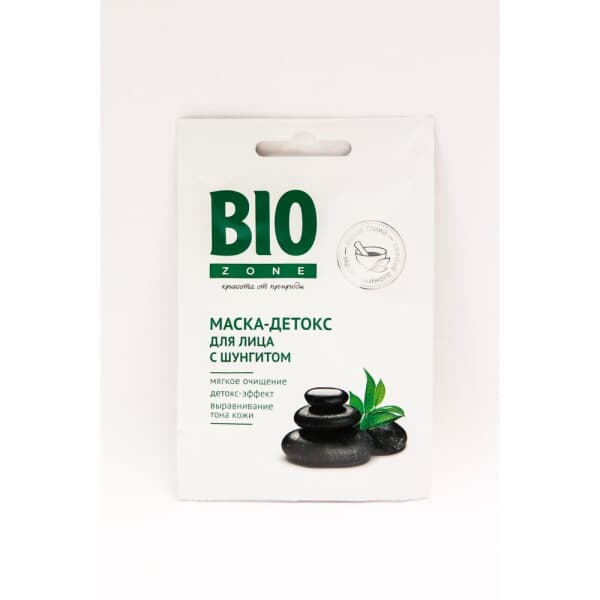 BIO
ZONE
красота от природы
МАСКА-ДЕТОКС
ДЛЯ ЛИЦА
С ШУНГИТОМ
мягкое очищение
детокс-эффект
выравнивание
тона кожи